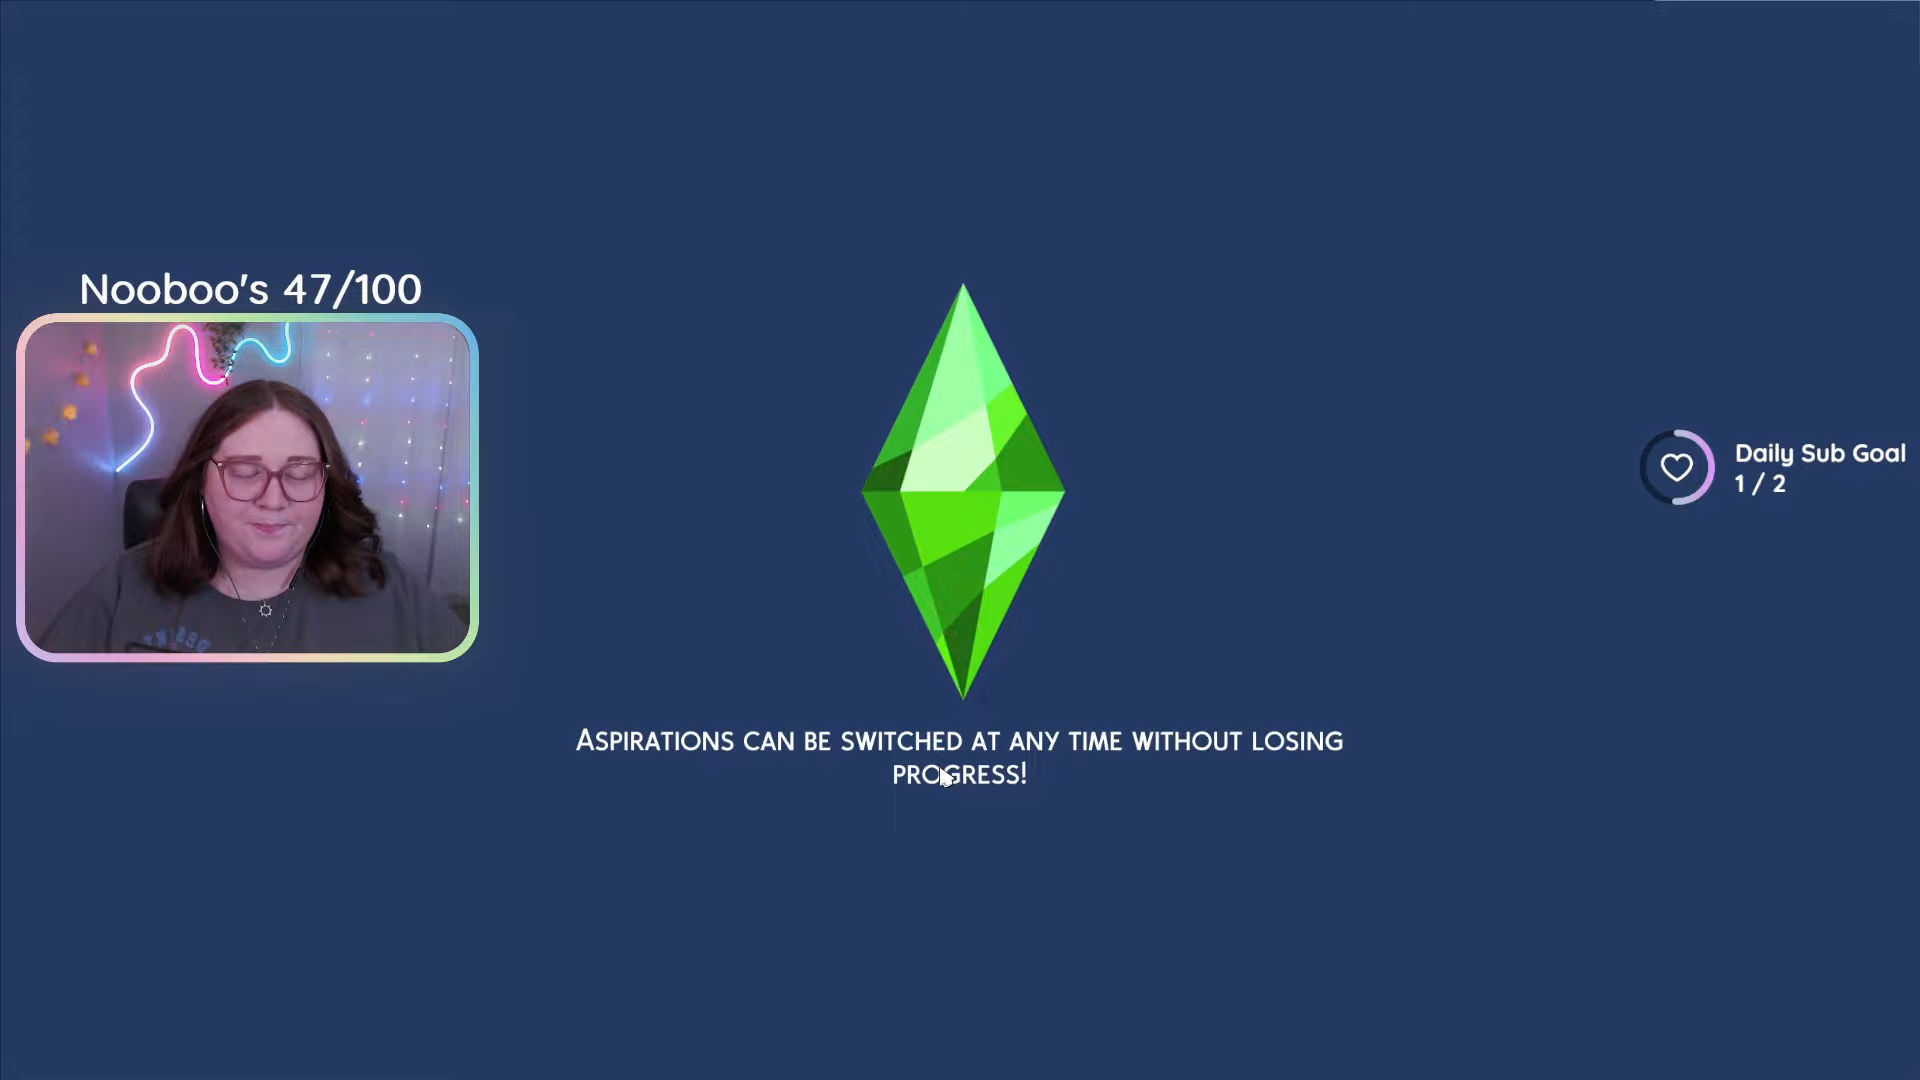 Nooboo's 47/100
Daily Sub Goal
1 / 2
ASPIRATIONS CAN BE SWITCHED AT ANY TIME WITHOUT LOSING
PROGRESS!